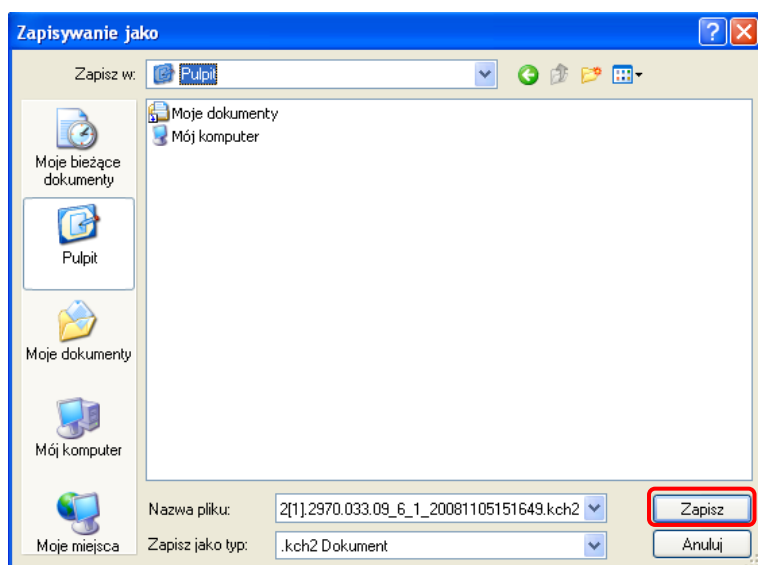 Zapisywanie jako
Zapisz w:
Pulpit
Moje bieżące
dokumenty
Pulpit
Moje dokumenty
Mój komputer
Moje miejsca
Moje dokumenty
Mój komputer
Nazwa pliku:
2[1].2970.033.09_6_1_20081105151649.kch2
Zapisz
Zapisz jako typ:
.kch2 Dokument
Anuluj